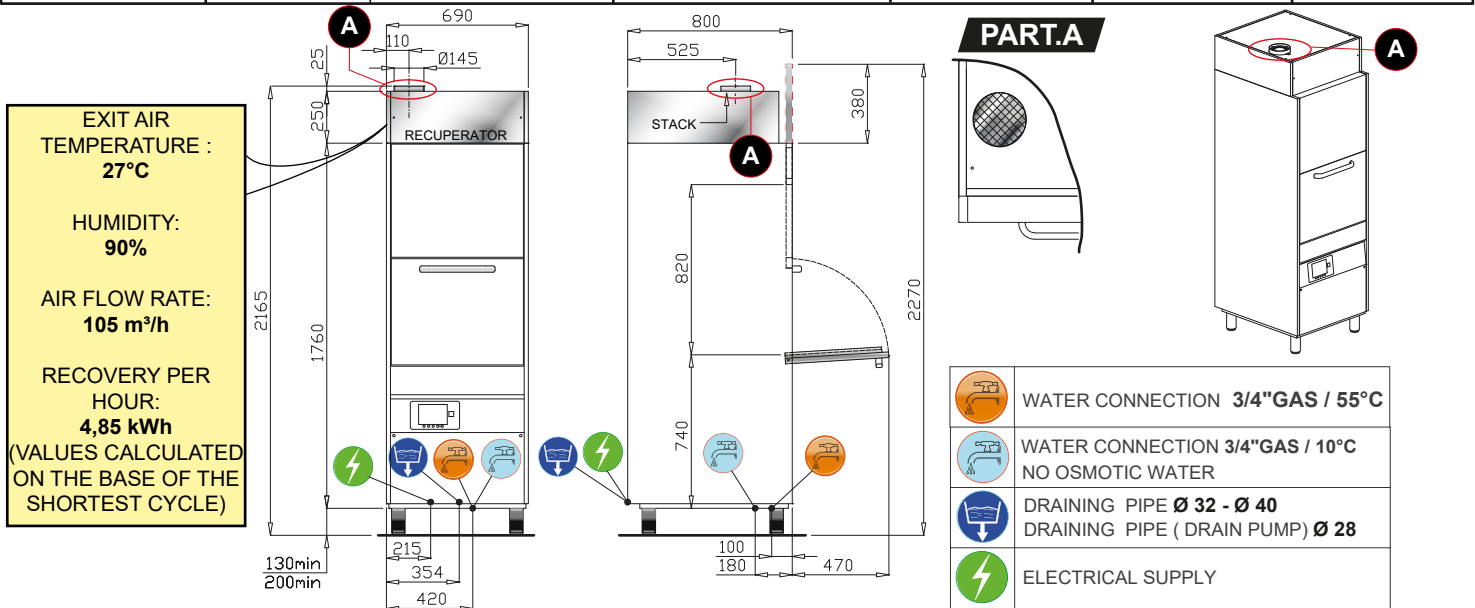 690
110
Ø145
25
A
250
RECUPERATOR
2165
1760
130min
200min
215
354
420
EXIT AIR
TEMPERATURE :
27°C
HUMIDITY:
90%
AIR FLOW RATE:
105 m³/h
RECOVERY PER
HOUR:
4,85 kWh
(VALUES CALCULATED
ON THE BASE OF THE
SHORTEST CYCLE)
800
525
STACK
A
380
820
740
2270
100
180
470
PART.A
A
WATER CONNECTION 3/4"GAS / 55°C
WATER CONNECTION 3/4"GAS / 10°C
NO OSMOTIC WATER
DRAINING PIPE Ø 32 - Ø 40
DRAINING PIPE ( DRAIN PUMP) Ø 28
ELECTRICAL SUPPLY